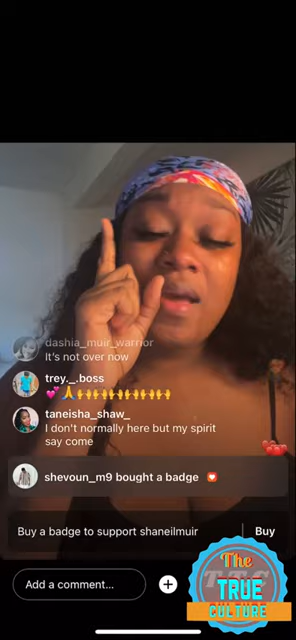 dashia_muir_warrior
It's not over now
trey._.boss
💕🙏🙌🙌🙌🙌🙌🙌🙌🙌🙌
taneisha_shaw_
I don't normally here but my spirit
say come
shevoun_m9 bought a badge
Buy a badge to support shaneilmuir
Buy
Add a comment...
The
TRUE
CULTURE